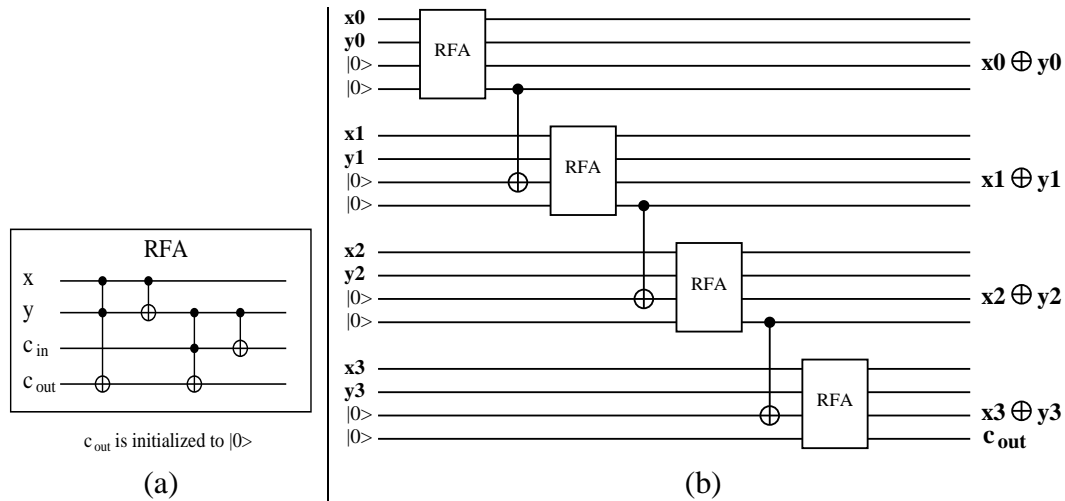 RFA
x
y
c in
c out
c out is initialized to |0>
(a)
x0
y0
|0>
|0>
RFA
x0 ⊕ y0
x1
y1
|0>
|0>
RFA
x1 ⊕ y1
x2
y2
|0>
|0>
RFA
x2 ⊕ y2
x3
y3
|0>
|0>
RFA
x3 ⊕ y3
c out
(b)